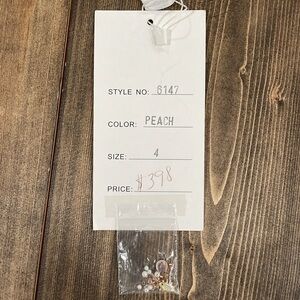 STYLE NO: 6147
COLOR: PEACH
SIZE: 4
PRICE: $398